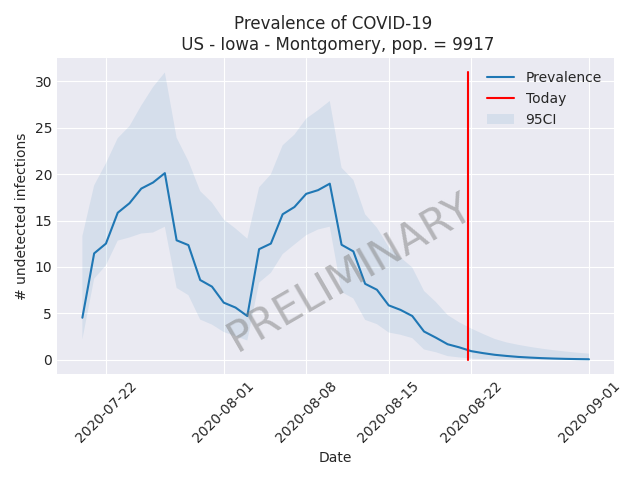 Prevalence of COVID-19
US - Iowa - Montgomery, pop. = 9917
Prevalence
Today
95CI
# undetected infections
30
25
20
15
10
5
0
PRELIMINARY
2020-07-22
2020-08-01
2020-08-08
2020-08-15
2020-08-22
2020-09-01
Date